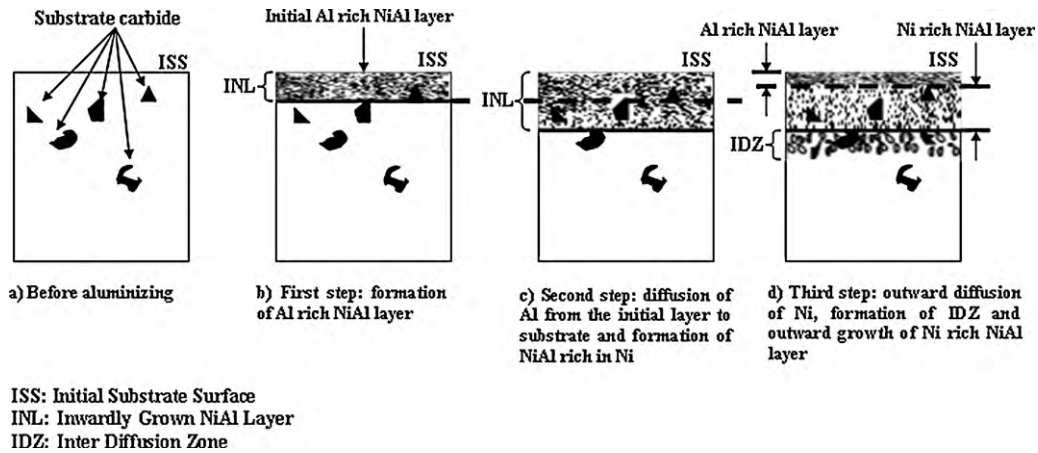 Substrate carbide
ISS
a) Before aluminizing
Initial Al rich NiAl layer
ISS
INL
b) First step: formation
of Al rich NiAl layer
ISS
INL
c) Second step: diffusion of
Al from the initial layer to
substrate and formation of
NiAl rich in Ni
Al rich NiAl layer
Ni rich NiAl layer
ISS
IDZ
d) Third step: outward diffusion
of Ni, formation of IDZ and
outward growth of Ni rich NiAl
layer
ISS: Initial Substrate Surface
INL: Inwardly Grown NiAl Layer
IDZ: Inter Diffusion Zone